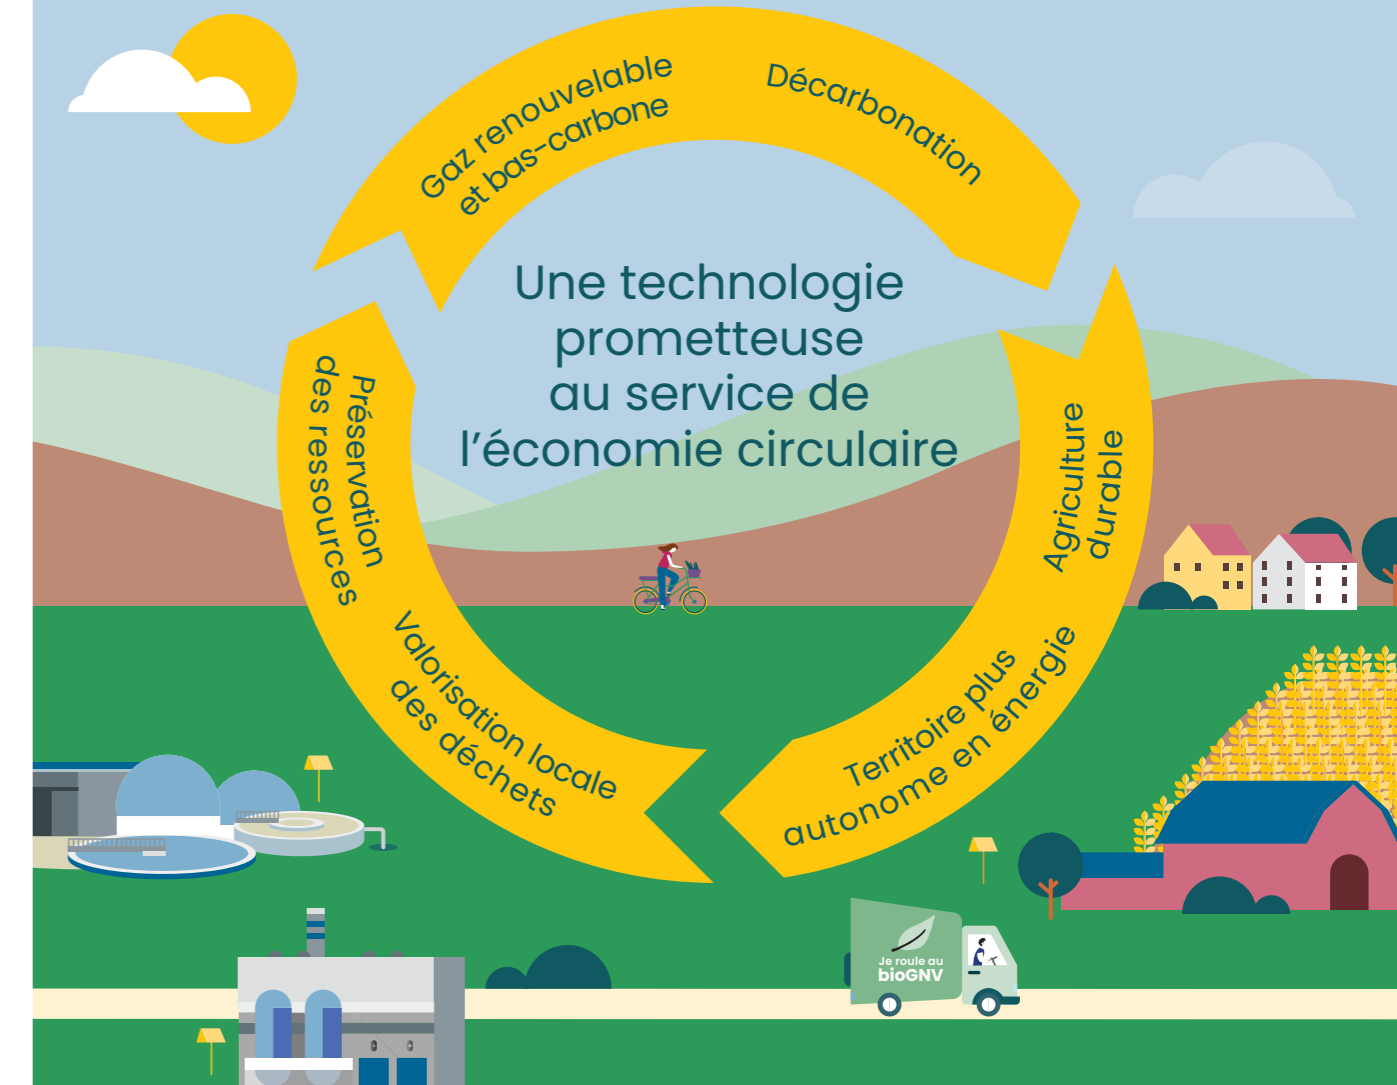 Gaz renouvelable
et bas-carbone
Décarbonation
Une technologie
prometteuse
au service de
l’économie circulaire
Agriculture
durable
Territoire plus
autonome en énergie
Valorisation locale
des déchets
Préservation
des ressources
Je roule au
bioGNV